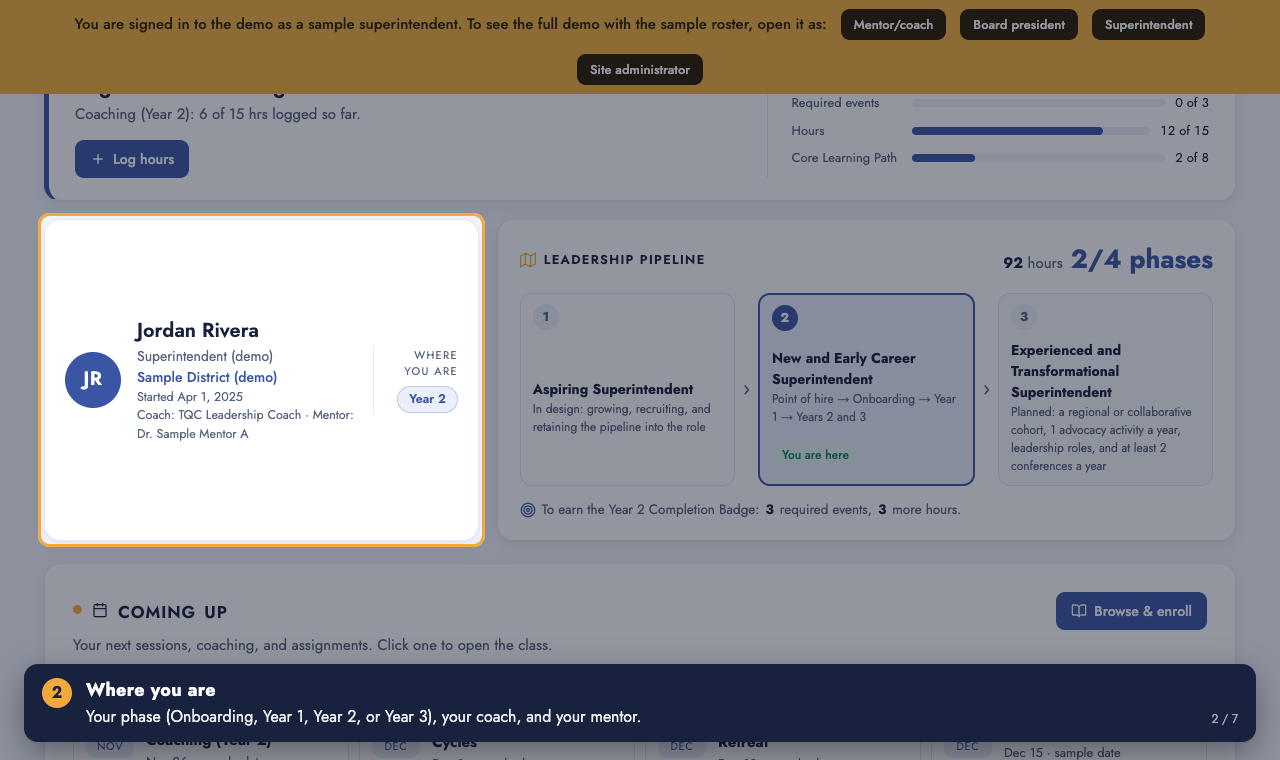 You are signed in to the demo as a sample superintendent. To see the full demo with the sample roster, open it as: Mentor/coach Board president Superintendent
Site administrator
Coaching (Year 2): 6 of 15 hrs logged so far.
+ Log hours
Required events 0 of 3
Hours 12 of 15
Core Learning Path 2 of 8
JR
Jordan Rivera
Superintendent (demo)
Sample District (demo)
Started Apr 1, 2025
Coach: TQC Leadership Coach · Mentor:
Dr. Sample Mentor A
WHERE
YOU ARE
Year 2
LEADERSHIP PIPELINE
92 hours 2/4 phases
1
Aspiring Superintendent
In design: growing, recruiting, and
retaining the pipeline into the role
2
New and Early Career
Superintendent
Point of hire → Onboarding → Year
1 → Years 2 and 3
You are here
3
Experienced and
Transformational
Superintendent
Planned: a regional or collaborative
cohort, 1 advocacy activity a year,
leadership roles, and at least 2
conferences a year
To earn the Year 2 Completion Badge: 3 required events, 3 more hours.
COMING UP
Browse & enroll
Your next sessions, coaching, and assignments. Click one to open the class.
2
Where you are
Your phase (Onboarding, Year 1, Year 2, or Year 3), your coach, and your mentor.
2 / 7
NOV
Coaching (Year 2)
DEC
Cycles
DEC
Retreat
DEC
Dec 15 · sample date